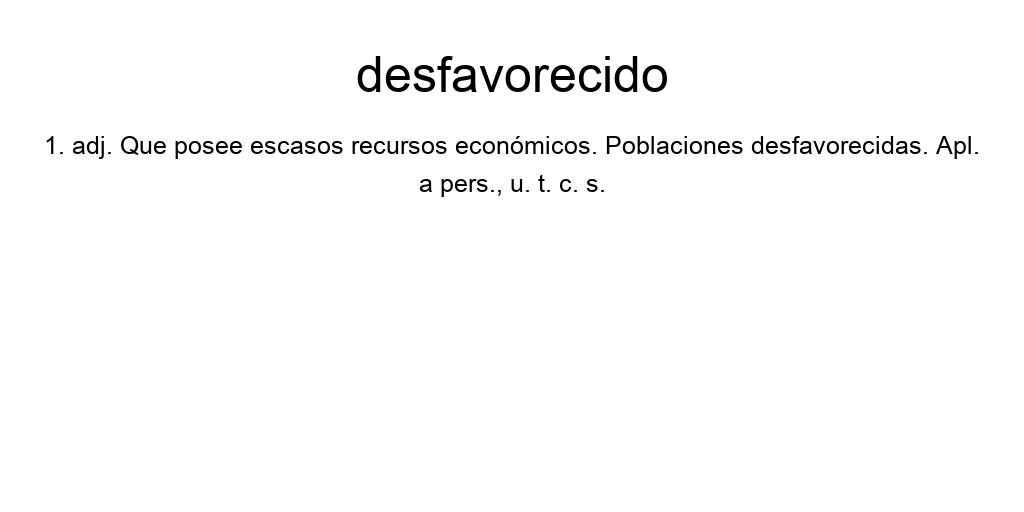 desfavorecido
1. adj. Que posee escasos recursos económicos. Poblaciones desfavorecidas. Apl.
a pers., u. t. c. s.